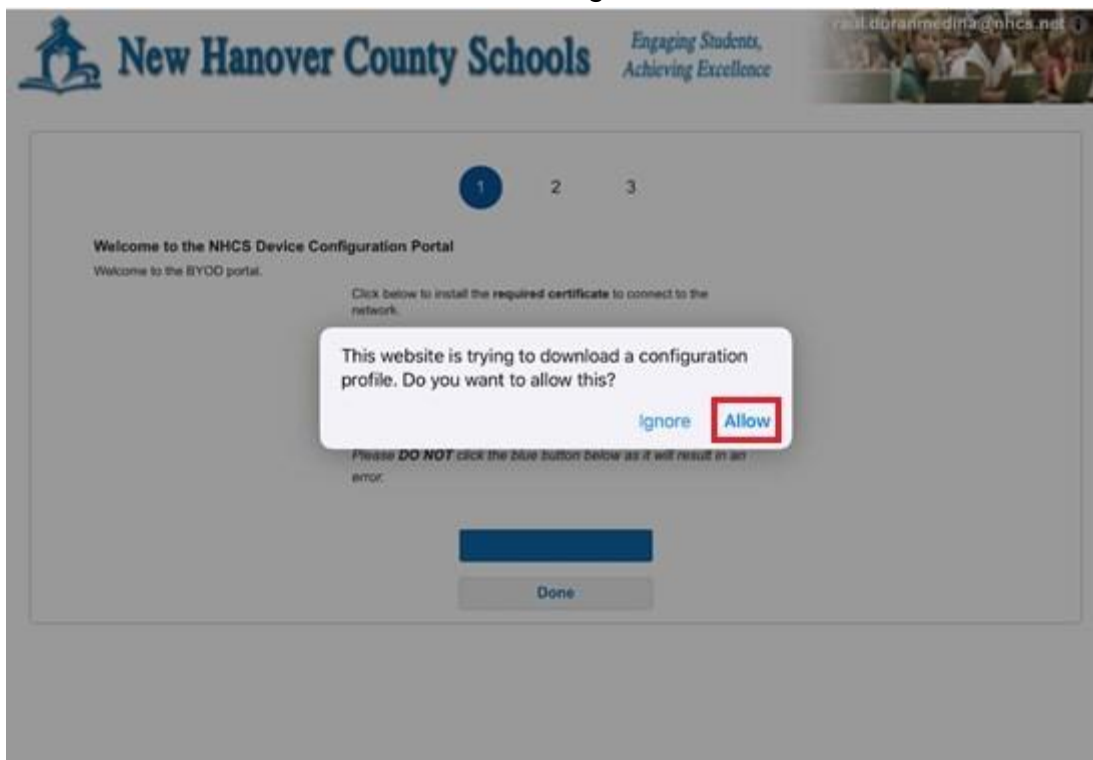 New Hanover County Schools
Engaging Students,
Achieving Excellence
raul.duranmedina@nhcs.net
1 2 3
Welcome to the NHCS Device Configuration Portal
Welcome to the BYOD portal.
Click below to install the required certificate to connect to the
network.
This website is trying to download a configuration
profile. Do you want to allow this?
Ignore Allow
Please DO NOT click the blue button below as it will result in an
error.
Done